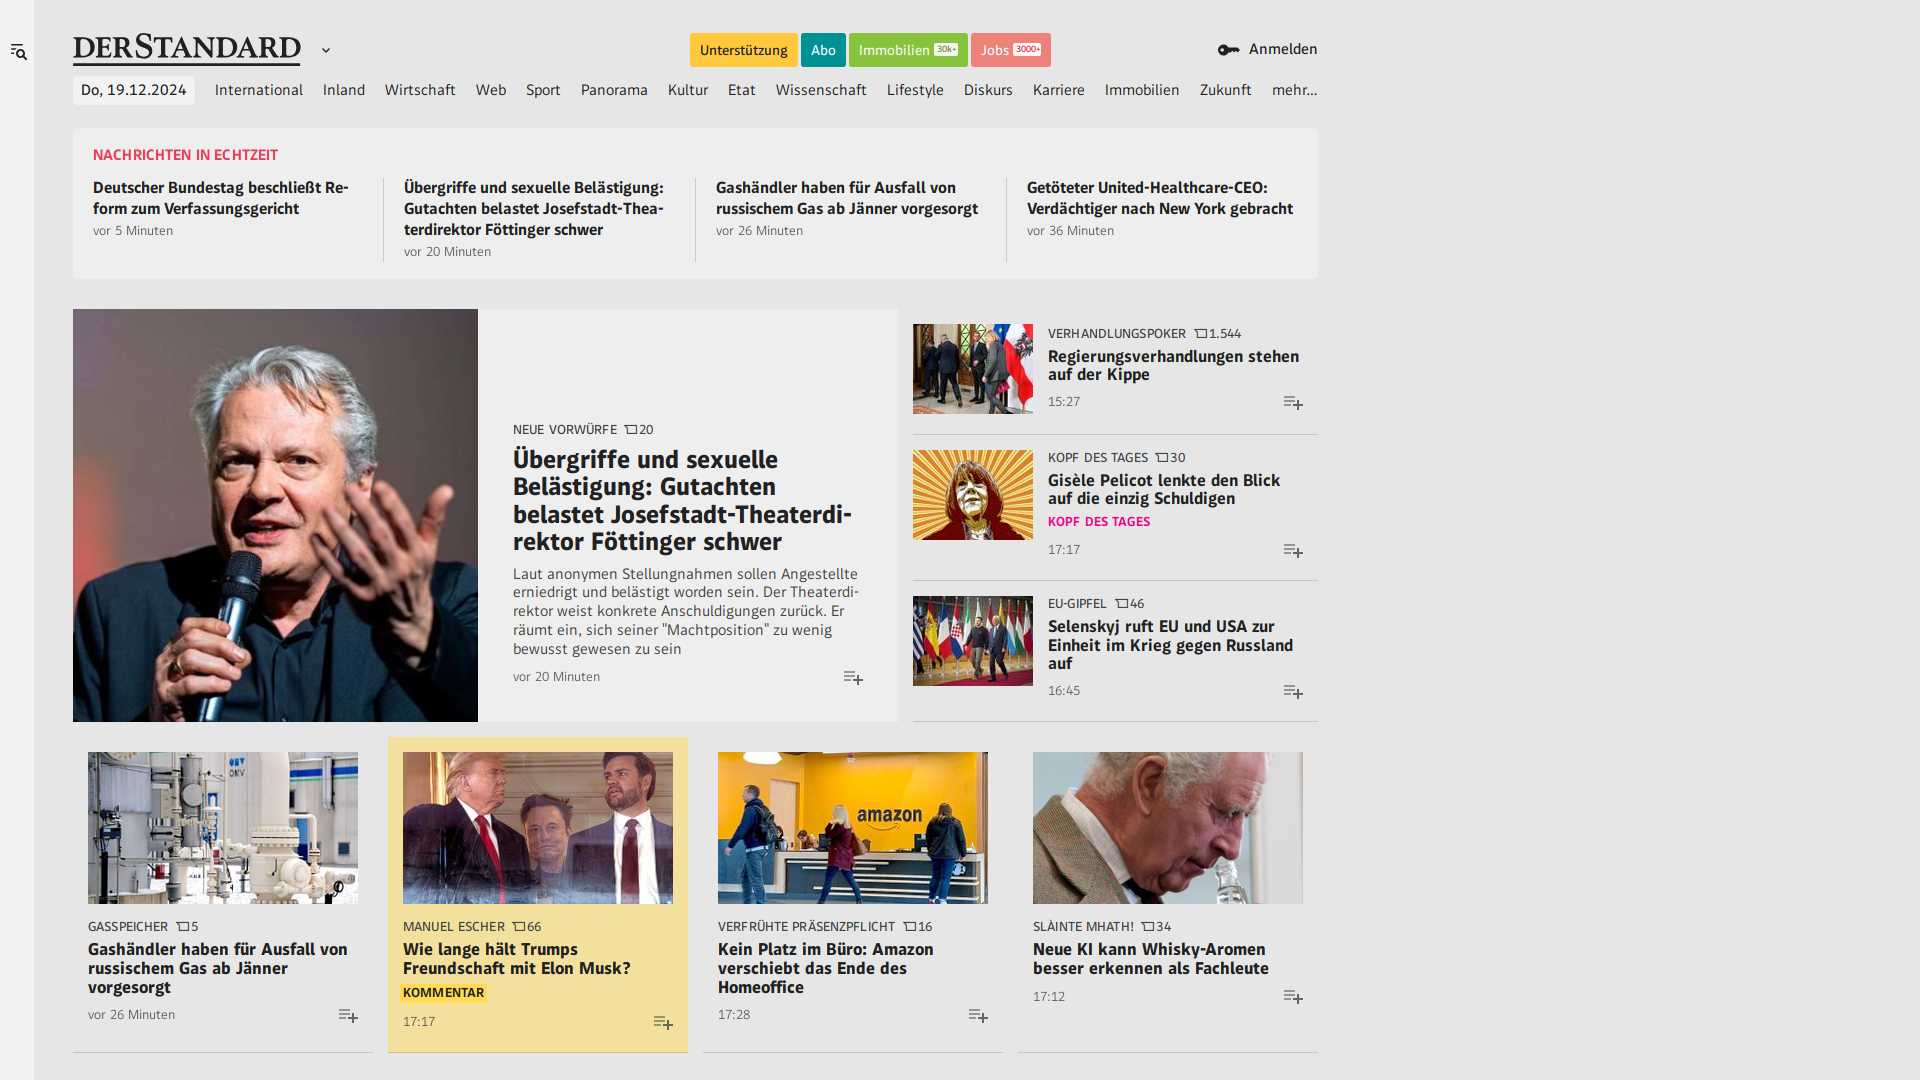 DERSTANDARD
Unterstützung
Abo
Immobilien 30k+
Jobs 3000+
Anmelden
Do, 19.12.2024
International
Inland
Wirtschaft
Web
Sport
Panorama
Kultur
Etat
Wissenschaft
Lifestyle
Diskurs
Karriere
Immobilien
Zukunft
mehr…
NACHRICHTEN IN ECHTZEIT
Deutscher Bundestag beschließt Re-
form zum Verfassungsgericht
vor 5 Minuten
Übergriffe und sexuelle Belästigung:
Gutachten belastet Josefstadt-Thea-
terdirektor Föttinger schwer
vor 20 Minuten
Gashändler haben für Ausfall von
russischem Gas ab Jänner vorgesorgt
vor 26 Minuten
Getöteter United-Healthcare-CEO:
Verdächtiger nach New York gebracht
vor 36 Minuten
NEUE VORWÜRFE 20
Übergriffe und sexuelle
Belästigung: Gutachten
belastet Josefstadt-Theaterdi-
rektor Föttinger schwer
Laut anonymen Stellungnahmen sollen Angestellte
erniedrigt und belästigt worden sein. Der Theaterdi-
rektor weist konkrete Anschuldigungen zurück. Er
räumt ein, sich seiner "Machtposition" zu wenig
bewusst gewesen zu sein
vor 20 Minuten
VERHANDLUNGSPOKER 1.544
Regierungsverhandlungen stehen
auf der Kippe
15:27
KOPF DES TAGES 30
Gisèle Pelicot lenkte den Blick
auf die einzig Schuldigen
KOPF DES TAGES
17:17
EU-GIPFEL 46
Selenskyj ruft EU und USA zur
Einheit im Krieg gegen Russland
auf
16:45
OMV
GASSPEICHER 5
Gashändler haben für Ausfall von
russischem Gas ab Jänner
vorgesorgt
vor 26 Minuten
MANUEL ESCHER 66
Wie lange hält Trumps
Freundschaft mit Elon Musk?
KOMMENTAR
17:17
amazon
VERFRÜHTE PRÄSENZPFLICHT 16
Kein Platz im Büro: Amazon
verschiebt das Ende des
Homeoffice
17:28
SLÀINTE MHATH! 34
Neue KI kann Whisky-Aromen
besser erkennen als Fachleute
17:12